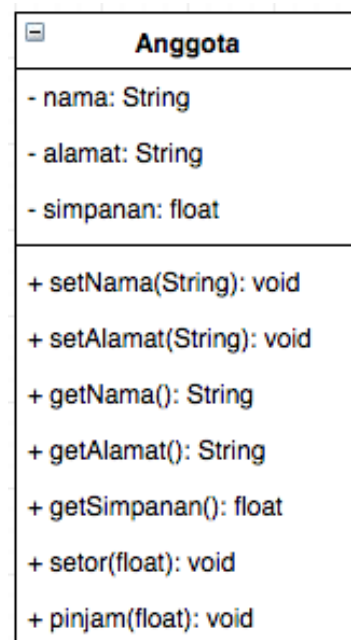 Anggota
- nama: String
- alamat: String
- simpanan: float
+ setNama(String): void
+ setAlamat(String): void
+ getNama(): String
+ getAlamat(): String
+ getSimpanan(): float
+ setor(float): void
+ pinjam(float): void